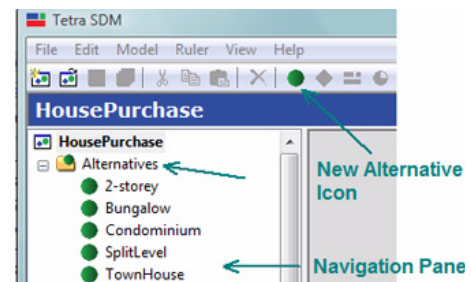 Tetra SDM
File Edit Model Ruler View Help
HousePurchase
HousePurchase
Alternatives
2-storey
Bungalow
Condominium
SplitLevel
TownHouse
New Alternative
Icon
Navigation Pane